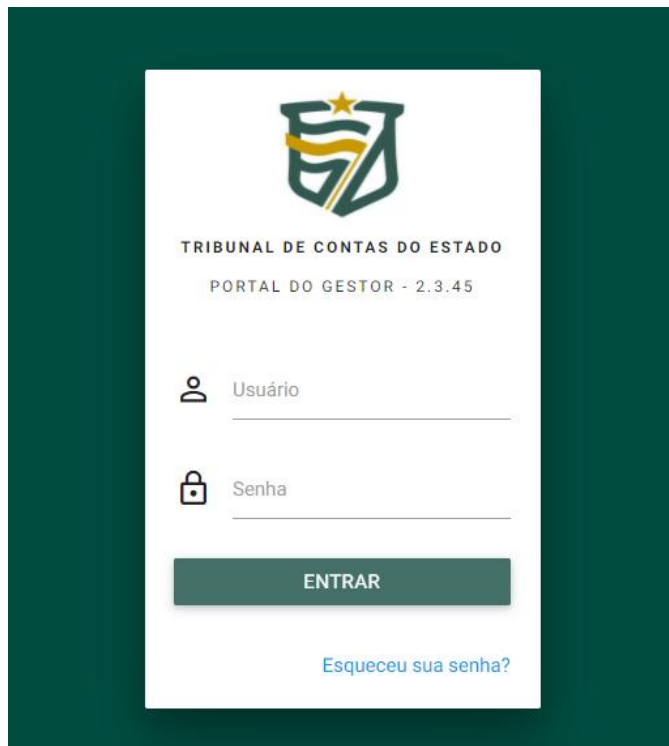 TRIBUNAL DE CONTAS DO ESTADO
PORTAL DO GESTOR - 2.3.45
Usuário
Senha
ENTRAR
Esqueceu sua senha?